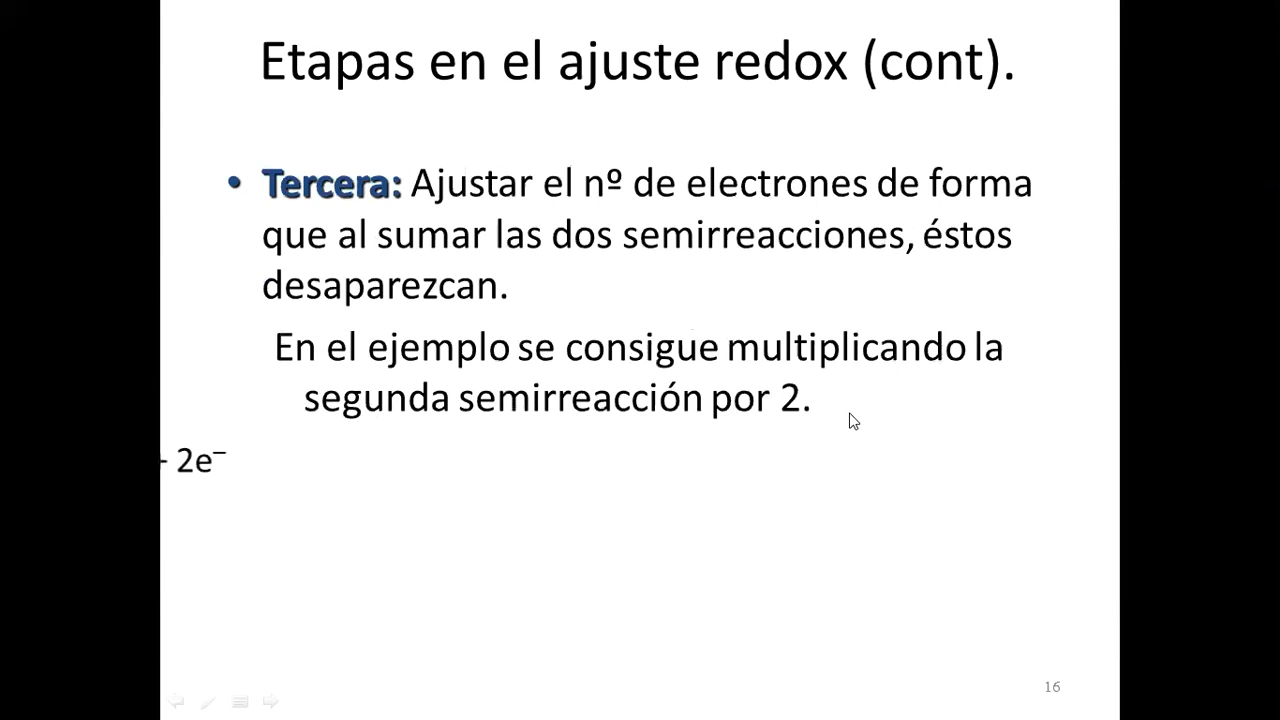 Etapas en el ajuste redox (cont).
• Tercera: Ajustar el nº de electrones de forma
que al sumar las dos semirreacciones, éstos
desaparezcan.
En el ejemplo se consigue multiplicando la
segunda semirreacción por 2.
2e⁻
16